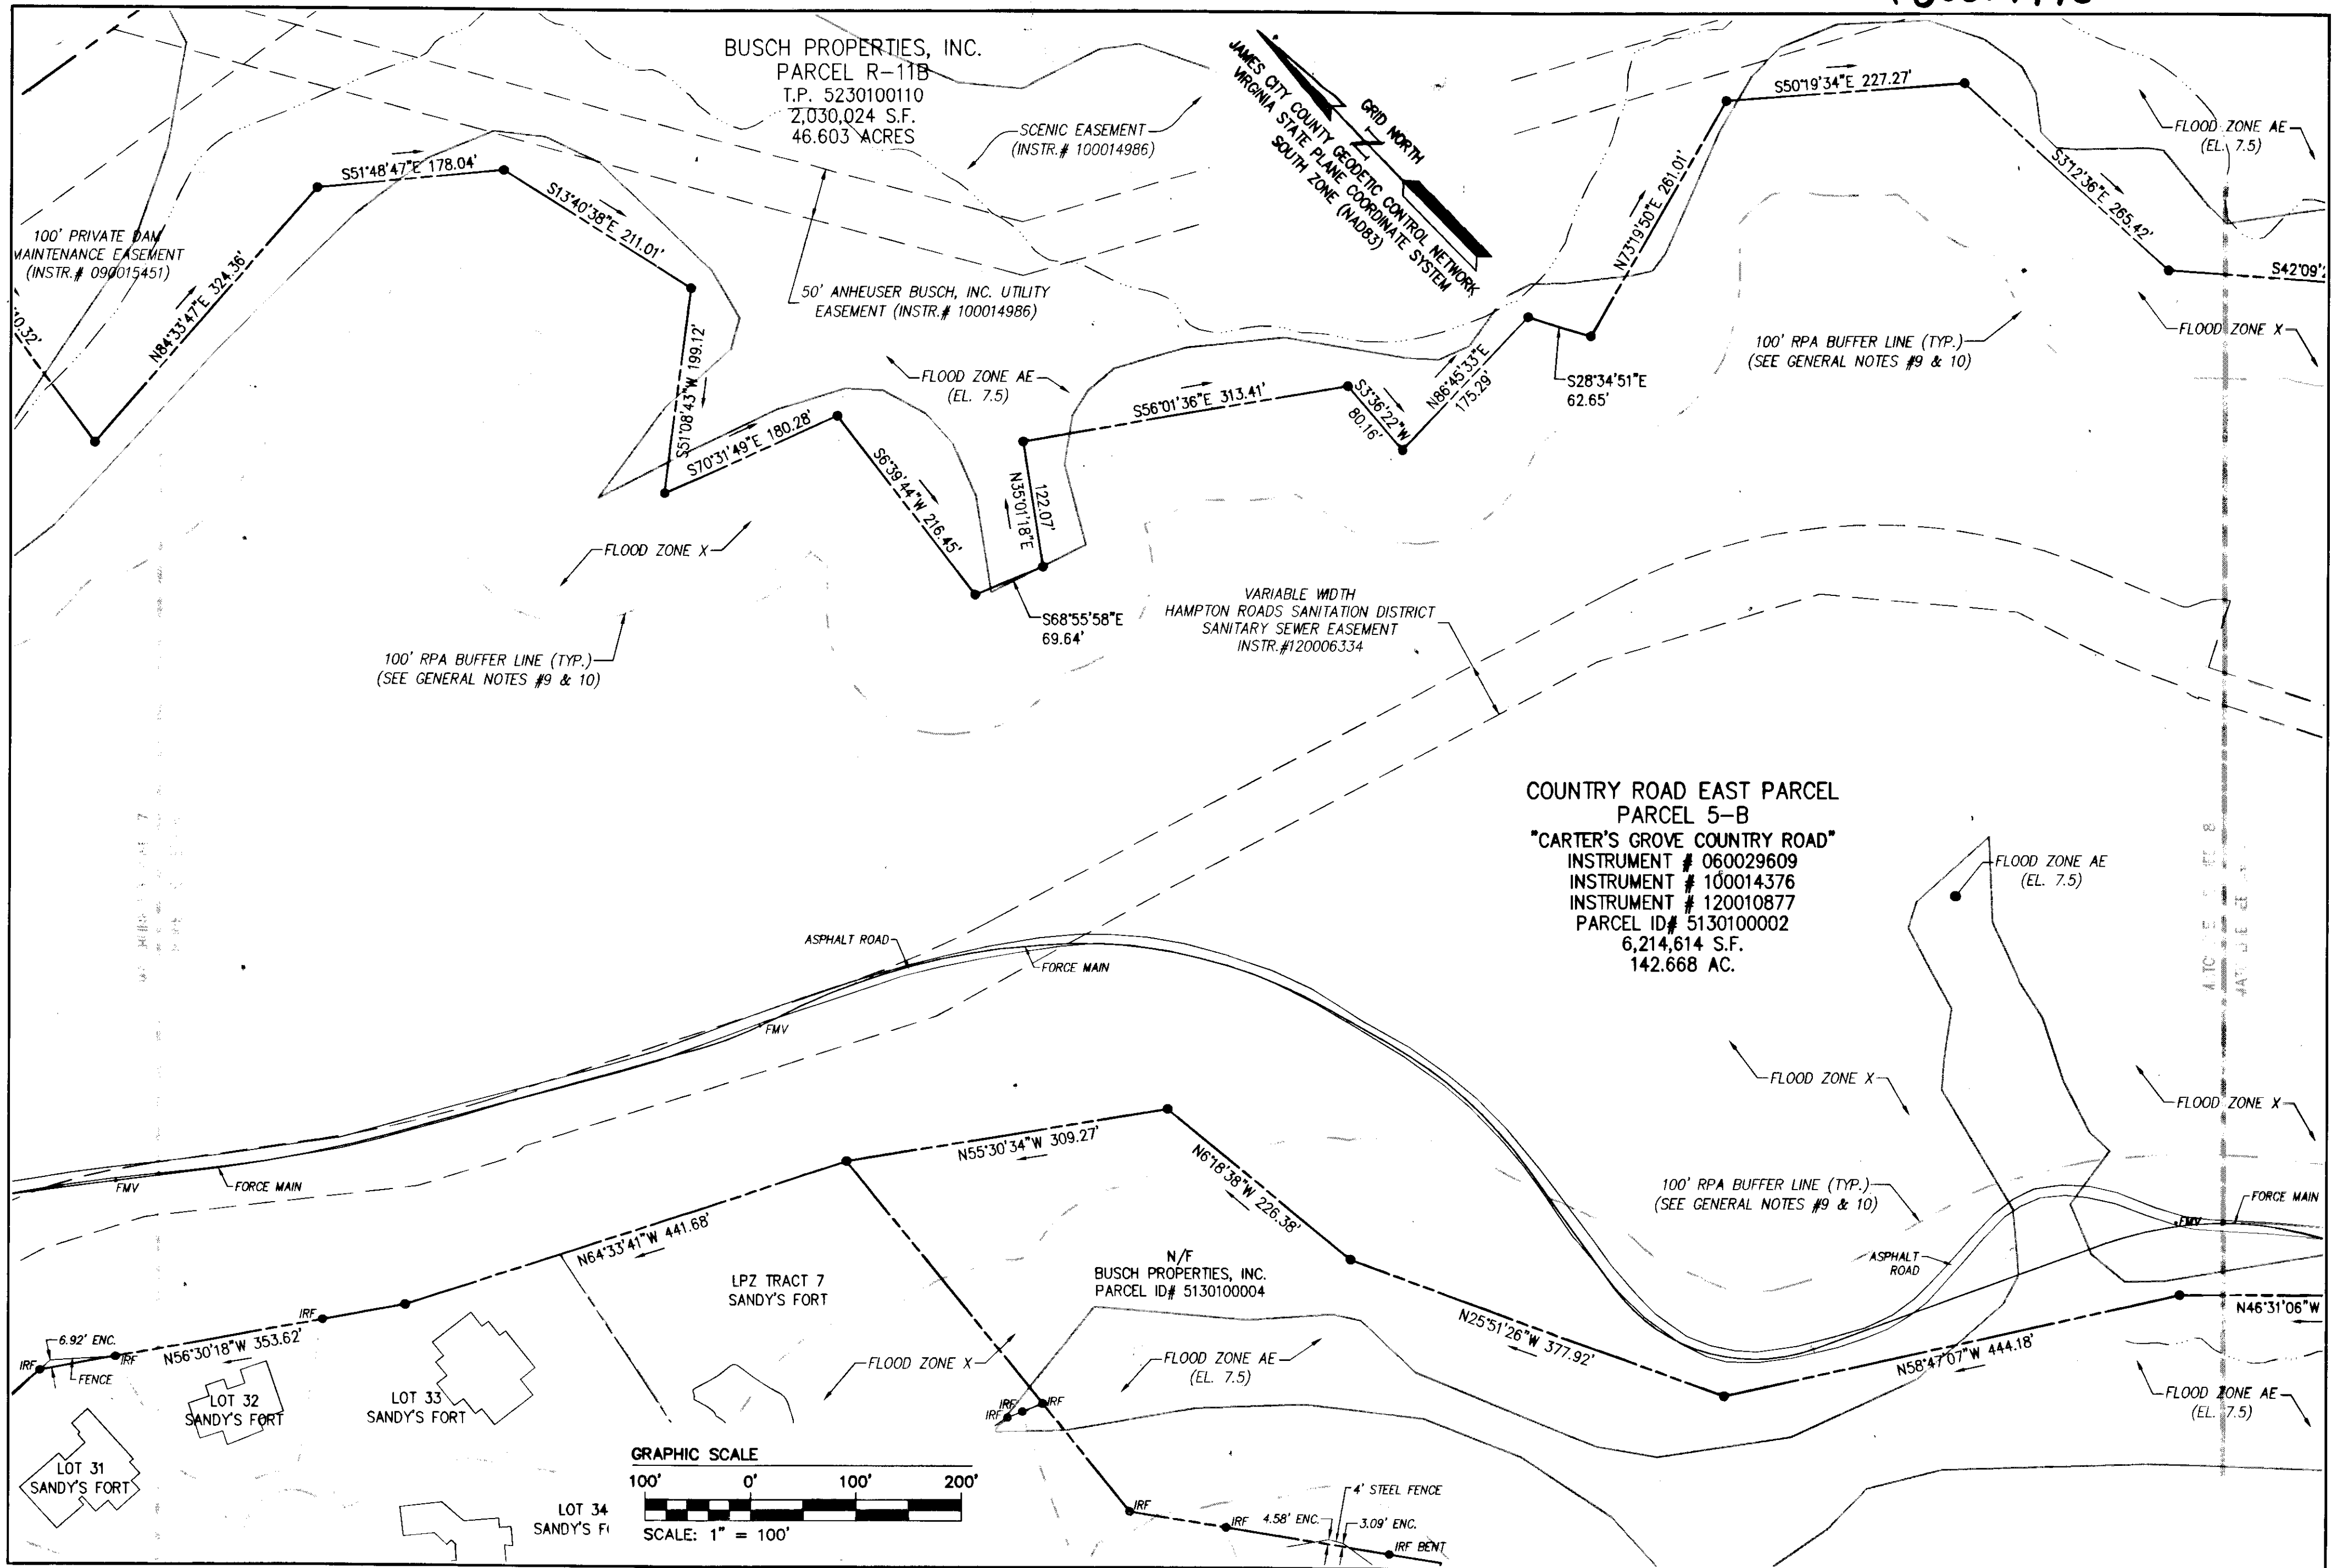 BUSCH PROPERTIES, INC.
PARCEL R-11B
T.P. 5230100110
2,030,024 S.F.
46.603 ACRES
SCENIC EASEMENT
(INSTR.# 100014986)
GRID NORTH
JAMES CITY COUNTY GEODETIC CONTROL NETWORK
VIRGINIA STATE PLANE COORDINATE SYSTEM
SOUTH ZONE (NAD83)
S50°19'34"E 227.27'
FLOOD ZONE AE
(EL. 7.5)
S3°12'36"E 265.42'
S51°48'47"E 178.04'
S13°40'38"E 211.01'
100' PRIVATE DAM
MAINTENANCE EASEMENT
(INSTR.# 090015451)
N84°33'47"E 324.36'
50' ANHEUSER BUSCH, INC. UTILITY
EASEMENT (INSTR.# 100014986)
N73°19'50"E 261.01'
S42°09'
FLOOD ZONE X
100' RPA BUFFER LINE (TYP.)
(SEE GENERAL NOTES #9 & 10)
S51°08'43"W 199.12'
FLOOD ZONE AE
(EL. 7.5)
S56°01'36"E 313.41'
S3°36'22"W
80.16'
N86°45'33"E
175.29'
S28°34'51"E
62.65'
S70°31'49"E 180.28'
S6°39'44"W 216.45'
N35°01'18"E
122.07'
FLOOD ZONE X
S68°55'58"E
69.64'
100' RPA BUFFER LINE (TYP.)
(SEE GENERAL NOTES #9 & 10)
VARIABLE WIDTH
HAMPTON ROADS SANITATION DISTRICT
SANITARY SEWER EASEMENT
INSTR.#120006334
COUNTRY ROAD EAST PARCEL
PARCEL 5-B
"CARTER'S GROVE COUNTRY ROAD"
INSTRUMENT # 060029609
INSTRUMENT # 100014376
INSTRUMENT # 120010877
PARCEL ID# 5130100002
6,214,614 S.F.
142.668 AC.
FLOOD ZONE AE
(EL. 7.5)
ASPHALT ROAD
FORCE MAIN
FMV
FLOOD ZONE X
FLOOD ZONE X
FMV
FORCE MAIN
N55°30'34"W 309.27'
N6°18'38"W 226.38'
100' RPA BUFFER LINE (TYP.)
(SEE GENERAL NOTES #9 & 10)
FORCE MAIN
FMV
ASPHALT
ROAD
N64°33'41"W 441.68'
N/F
BUSCH PROPERTIES, INC.
PARCEL ID# 5130100004
LPZ TRACT 7
SANDY'S FORT
N46°31'06"W
IRF
N56°30'18"W 353.62'
6.92' ENC.
IRF
IRF
FENCE
N25°51'26"W 377.92'
N58°47'07"W 444.18'
FLOOD ZONE X
FLOOD ZONE AE
(EL. 7.5)
FLOOD ZONE AE
(EL. 7.5)
LOT 32
SANDY'S FORT
LOT 33
SANDY'S FORT
IRF
IRF
IRF
LOT 31
SANDY'S FORT
GRAPHIC SCALE
100' 0' 100' 200'
SCALE: 1" = 100'
LOT 34
IRF
IRF
4.58' ENC.
4' STEEL FENCE
3.09' ENC.
IRF BENT